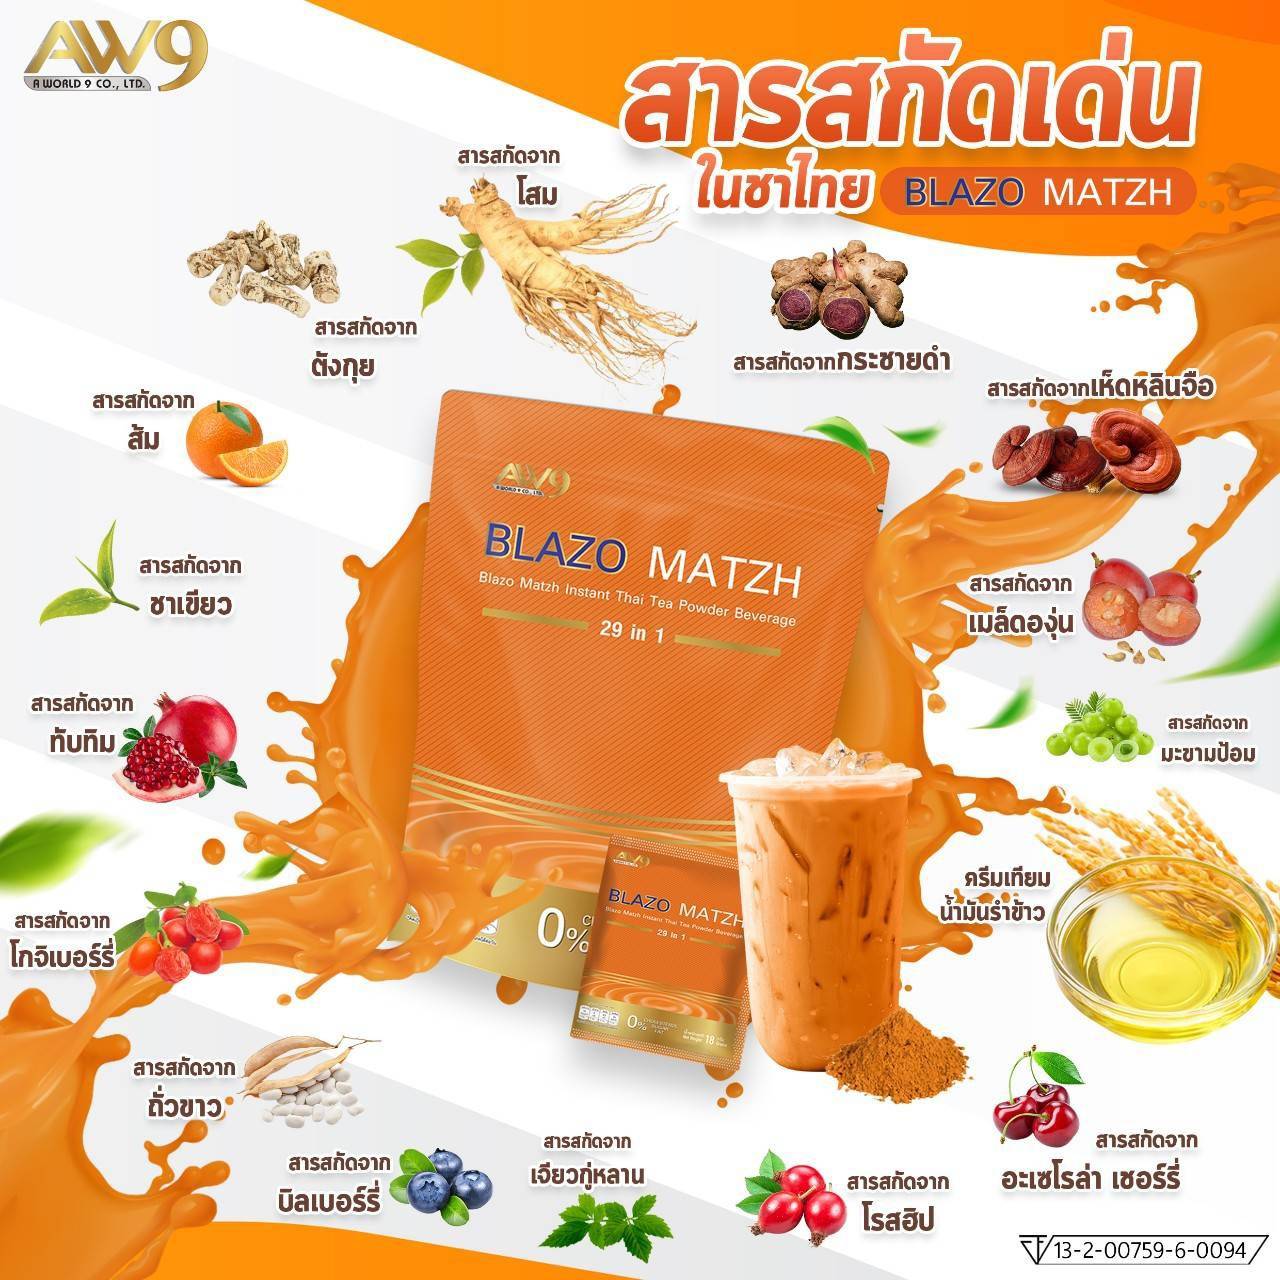 AW9
A WORLD 9 CO., LTD.
สารสกัดเด่น
ในชาไทย BLAZO MATZH
สารสกัดจาก
โสม
สารสกัดจาก
ตังกุย
สารสกัดจากกระชายดำ
สารสกัดจากเห็ดหลินจือ
สารสกัดจาก
ส้ม
AW9
A WORLD 9 CO., LTD.
BLAZO MATZH
Blazo Matzh Instant Thai Tea Powder Beverage
29 in 1
สารสกัดจาก
ชาเขียว
สารสกัดจาก
เมล็ดองุ่น
สารสกัดจาก
ทับทิม
สารสกัดจาก
มะขามป้อม
ครีมเทียม
น้ำมันรำข้าว
สารสกัดจาก
โกจิเบอร์รี่
0%
AW9
BLAZO MATZH
Blazo Matzh Instant Thai Tea Powder Beverage
29 in 1
0%
18
สารสกัดจาก
ถั่วขาว
สารสกัดจาก
บิลเบอร์รี่
สารสกัดจาก
เจียวกู่หลาน
สารสกัดจาก
โรสฮิป
สารสกัดจาก
อะเซโรล่า เชอร์รี่
13-2-00759-6-0094